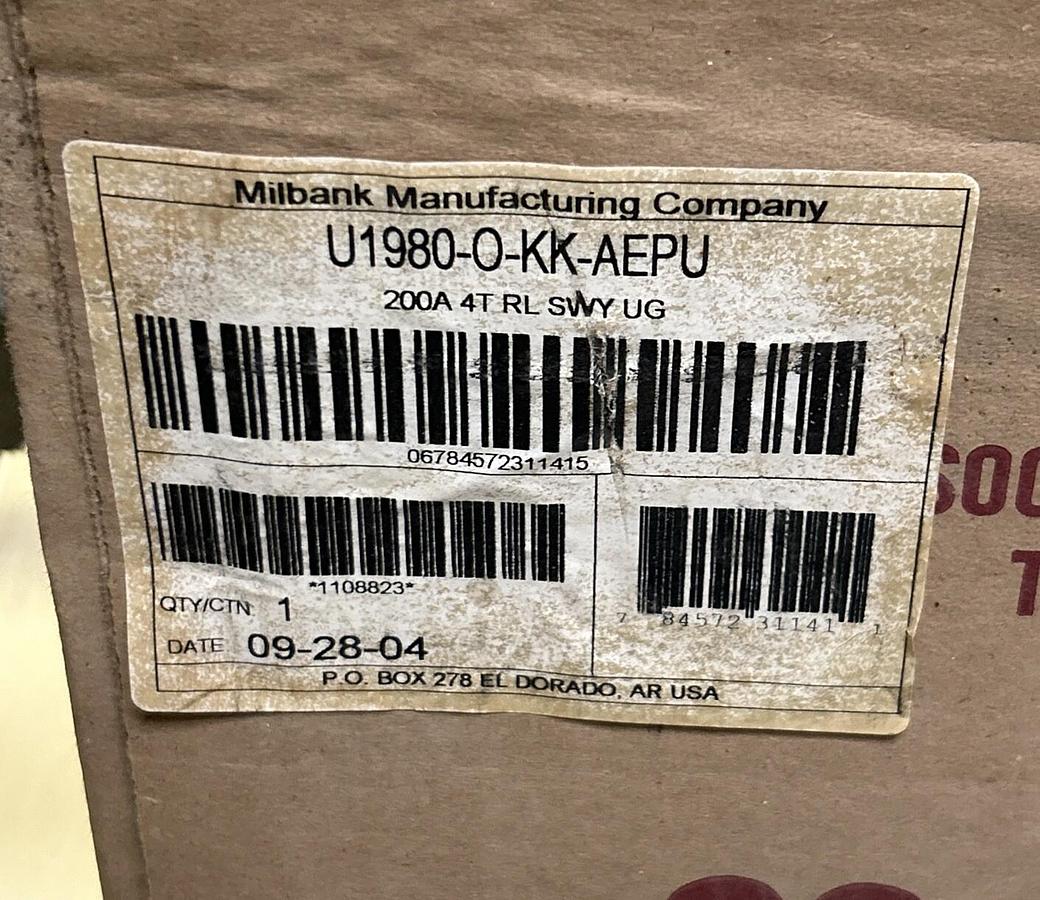 Milbank Manufacturing Company
U1980-O-KK-AEPU
200A 4T RL SWY UG
06784572311415
*1108823*
7 84572 31141 1
QTY/CTN 1
DATE 09-28-04
P.O. BOX 278 EL DORADO, AR USA